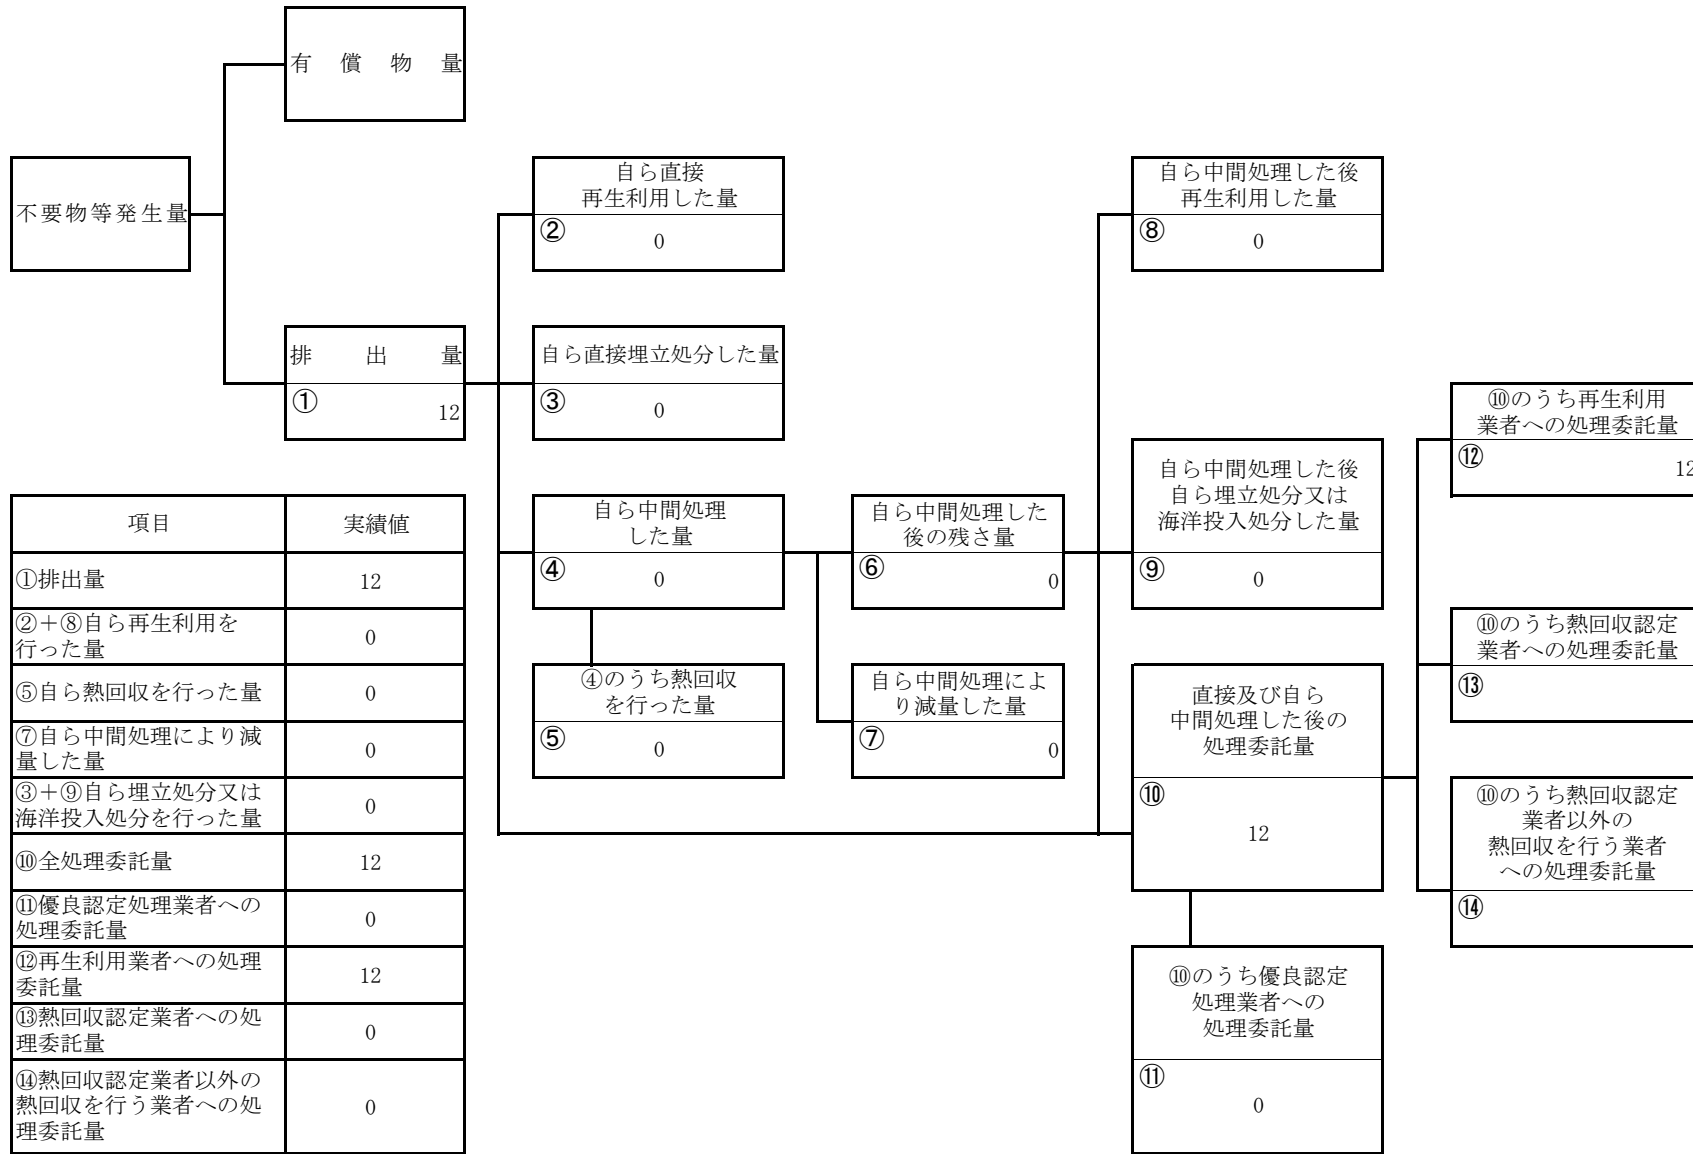 有償物量
不要物等発生量
排出量
①
12
自ら直接
再生利用した量
②
0
自ら直接埋立処分した量
③
0
自ら中間処理
した量
④
0
④のうち熱回収
を行った量
⑤
0
自ら中間処理した
後の残さ量
⑥
0
自ら中間処理によ
り減量した量
⑦
0
自ら中間処理した後
再生利用した量
⑧
0
自ら中間処理した後
自ら埋立処分又は
海洋投入処分した量
⑨
0
直接及び自ら
中間処理した後の
処理委託量
⑩
12
⑩のうち優良認定
処理業者への
処理委託量
⑪
0
⑩のうち再生利用
業者への処理委託量
⑫
12
⑩のうち熱回収認定
業者への処理委託量
⑬
⑩のうち熱回収認定
業者以外の
熱回収を行う業者
への処理委託量
⑭
項目 実績値
①排出量 12
②＋⑧自ら再生利用を
行った量 0
⑤自ら熱回収を行った量 0
⑦自ら中間処理により減
量した量 0
③＋⑨自ら埋立処分又は
海洋投入処分を行った量 0
⑩全処理委託量 12
⑪優良認定処理業者への
処理委託量 0
⑫再生利用業者への処理
委託量 12
⑬熱回収認定業者への処
理委託量 0
⑭熱回収認定業者以外の
熱回収を行う業者への処 0
理委託量